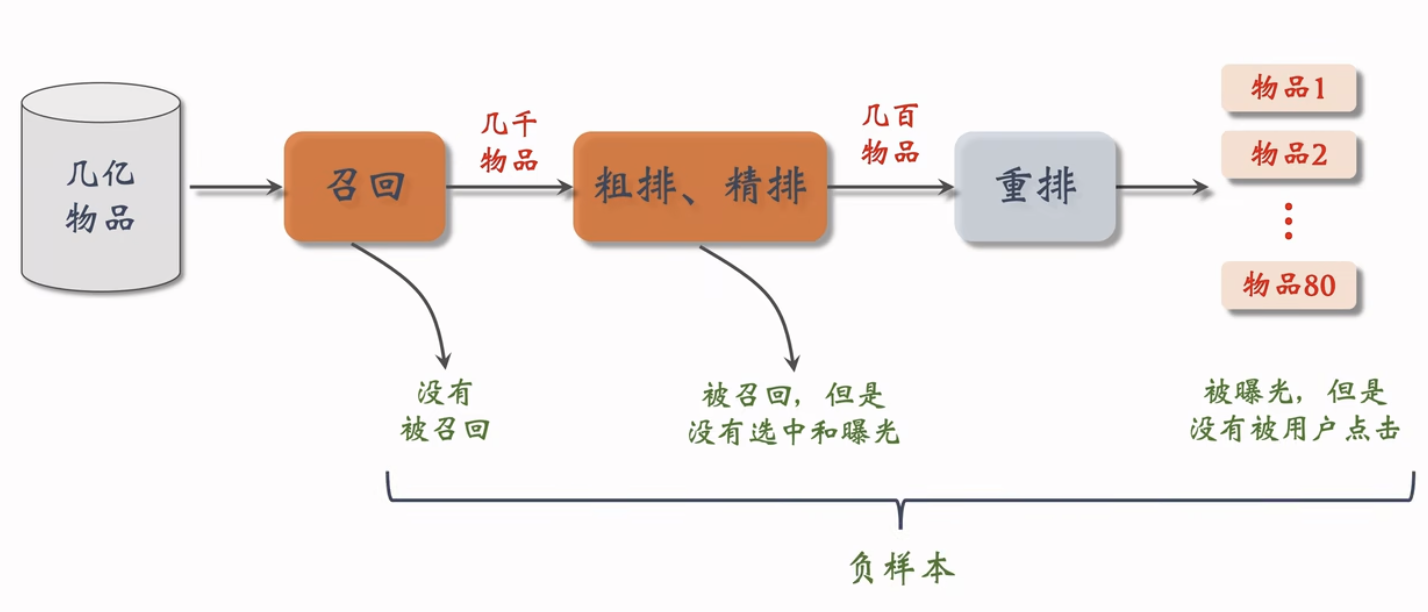 几亿
物品
召回
几千
物品
粗排、精排
几百
物品
重排
物品1
物品2
物品80
没有
被召回
被召回，但是
没有选中和曝光
被曝光，但是
没有被用户点击
负样本